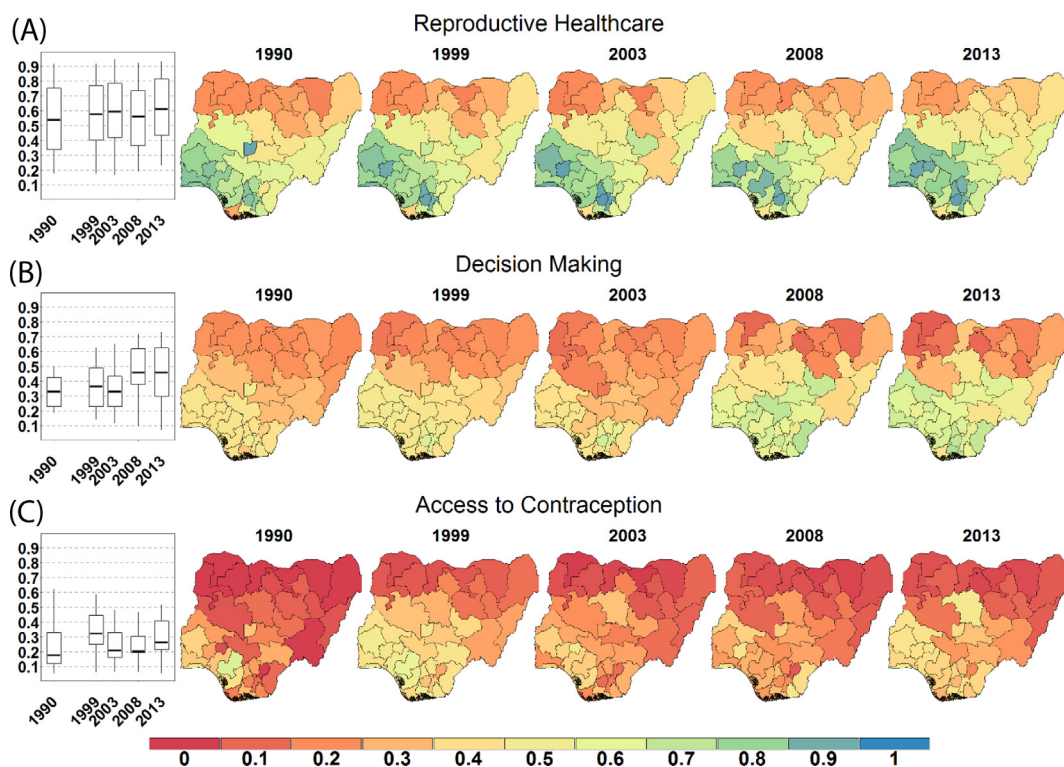 (A)
Reproductive Healthcare
1990 1999 2003 2008 2013
0.9
0.8
0.7
0.6
0.5
0.4
0.3
0.2
0.1
1990 1999 2003 2008 2013
(B)
Decision Making
1990 1999 2003 2008 2013
0.9
0.8
0.7
0.6
0.5
0.4
0.3
0.2
0.1
1990 1999 2003 2008 2013
(C)
Access to Contraception
1990 1999 2003 2008 2013
0.9
0.8
0.7
0.6
0.5
0.4
0.3
0.2
0.1
1990 1999 2003 2008 2013
0 0.1 0.2 0.3 0.4 0.5 0.6 0.7 0.8 0.9 1